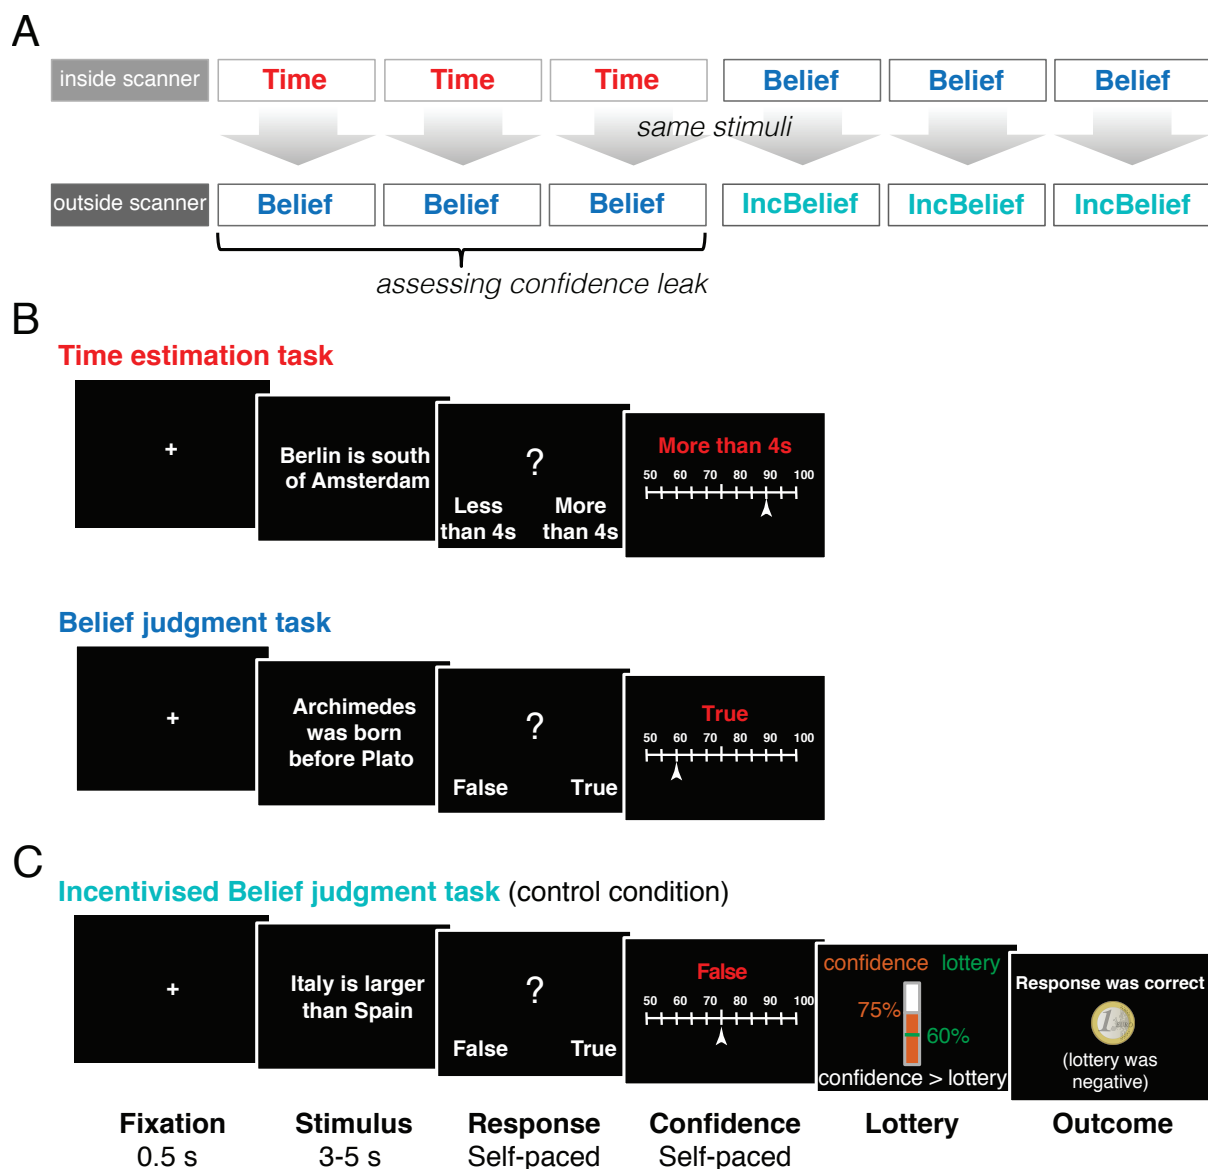 A
inside scanner Time Time Time Belief Belief Belief
same stimuli
outside scanner Belief Belief Belief IncBelief IncBelief IncBelief
assessing confidence leak
B
Time estimation task
+
Berlin is south
of Amsterdam
?
Less
than 4s
More
than 4s
More than 4s
50 60 70 80 90 100
Belief judgment task
+
Archimedes
was born
before Plato
?
False True
True
50 60 70 80 90 100
C
Incentivised Belief judgment task (control condition)
+
Italy is larger
than Spain
?
False True
False
50 60 70 80 90 100
confidence lottery
75%
60%
confidence > lottery
Response was correct
1
(lottery was
negative)
Fixation Stimulus Response Confidence Lottery Outcome
0.5 s 3-5 s Self-paced Self-paced